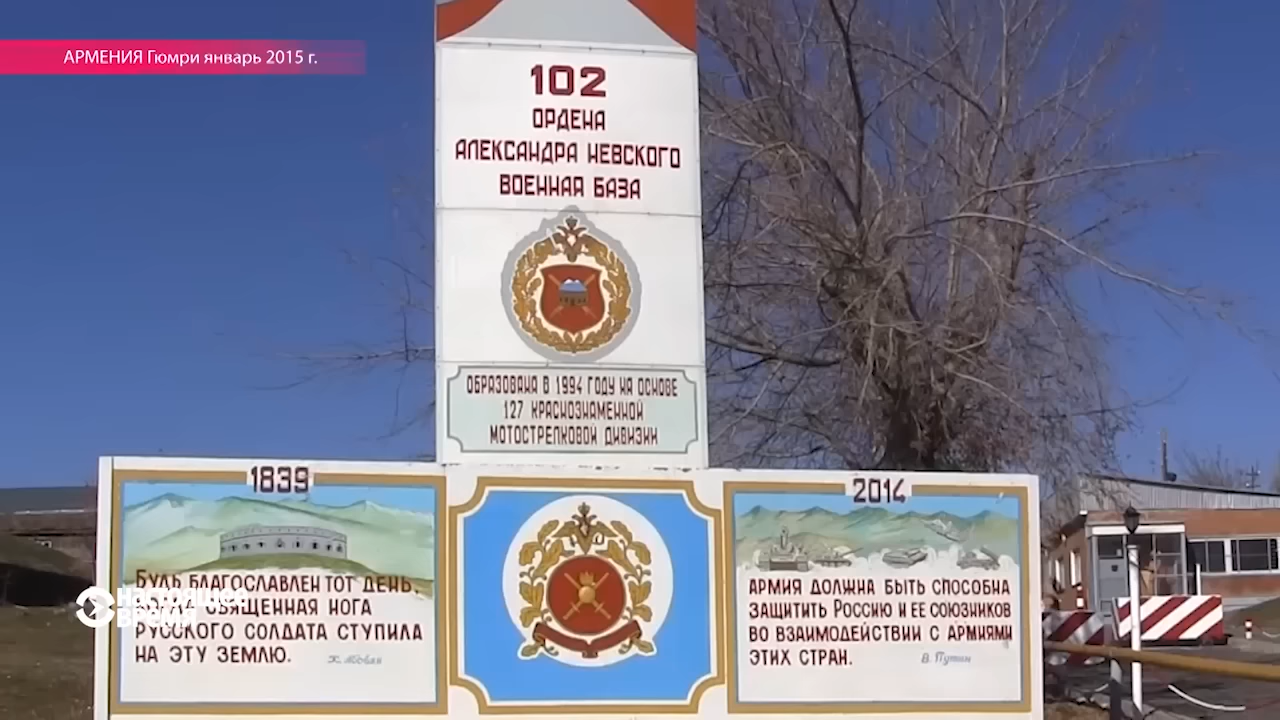 АРМЕНИЯ Гюмри январь 2015 г.
102
ОРДЕНА
АЛЕКСАНДРА НЕВСКОГО
ВОЕННАЯ БАЗА
ОБРАЗОВАНА В 1994 ГОДУ НА ОСНОВЕ
127 КРАСНОЗНАМЕННОЙ
МОТОСТРЕЛКОВОЙ ДИВИЗИИ
1839
БУДЬ БЛАГОСЛАВЛЕН ТОТ ДЕНЬ,
НОГА
РУССКОГО СОЛДАТА СТУПИЛА
НА ЭТУ ЗЕМЛЮ.
НАСТОЯЩЕЕ
ВРЕМЯ
2014
АРМИЯ ДОЛЖНА БЫТЬ СПОСОБНА
ЗАЩИТИТЬ РОССИЮ И ЕЕ СОЮЗНИКОВ
ВО ВЗАИМОДЕЙСТВИИ С АРМИЯМИ
ЭТИХ СТРАН.
В. Путин